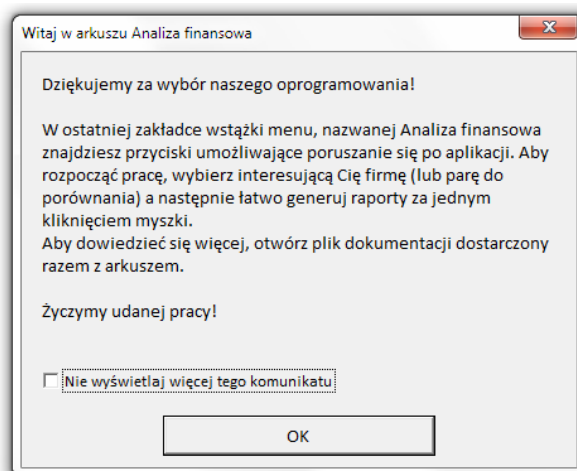 Witaj w arkuszu Analiza finansowa
Dziękujemy za wybór naszego oprogramowania!
W ostatniej zakładce wstążki menu, nazwanej Analiza finansowa
znajdziesz przyciski umożliwiające poruszanie się po aplikacji. Aby
rozpocząć pracę, wybierz interesującą Cię firmę (lub parę do
porównania) a następnie łatwo generuj raporty za jednym
kliknięciem myszki.
Aby dowiedzieć się więcej, otwórz plik dokumentacji dostarczony
razem z arkuszem.
Życzymy udanej pracy!
Nie wyświetlaj więcej tego komunikatu
OK